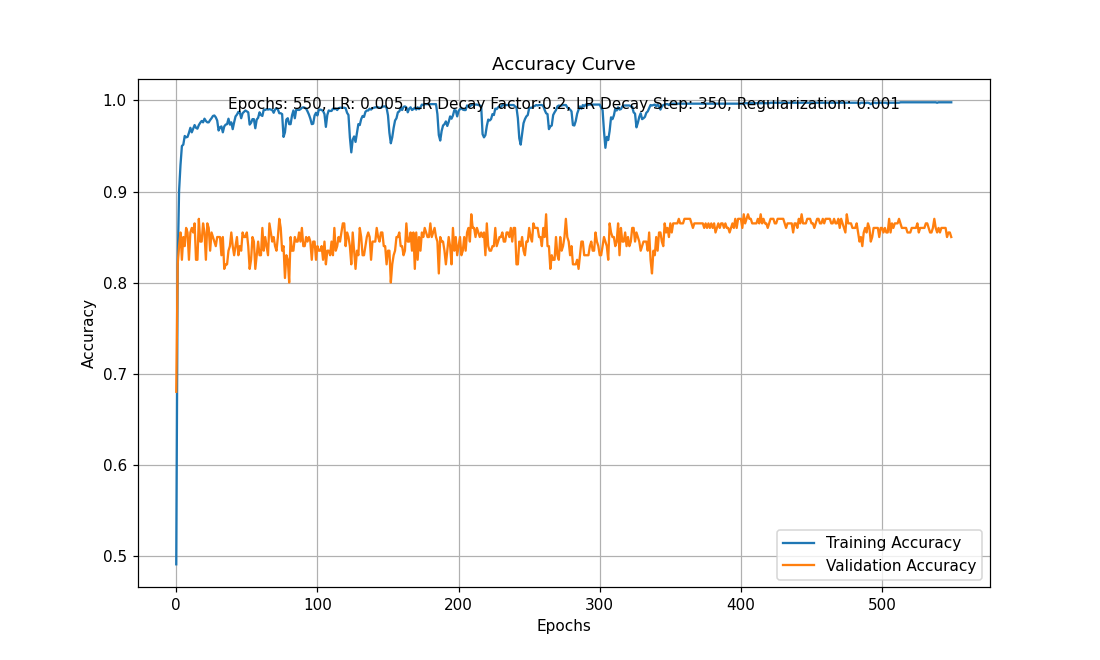 Accuracy Curve
Epochs: 550, LR: 0.005, LR Decay Factor 0.2, LR Decay Step: 350, Regularization: 0.001
1.0
0.9
0.8
0.7
0.6
0.5
Accuracy
Training Accuracy
Validation Accuracy
0 100 200 300 400 500
Epochs